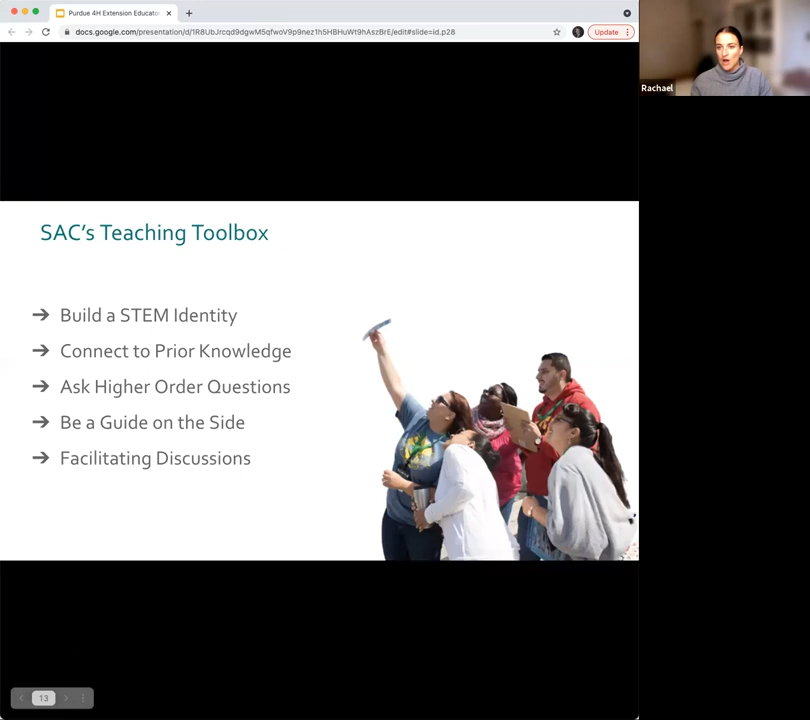 Purdue 4H Extension Educator
docs.google.com/presentation/d/1R8UbJrcqd9dgwM5qfwoV9p9nez1h5HBHuWt9hAszBrE/edit#slide=id.p28
Update
Rachael
SAC's Teaching Toolbox
➔ Build a STEM Identity
➔ Connect to Prior Knowledge
➔ Ask Higher Order Questions
➔ Be a Guide on the Side
➔ Facilitating Discussions
13